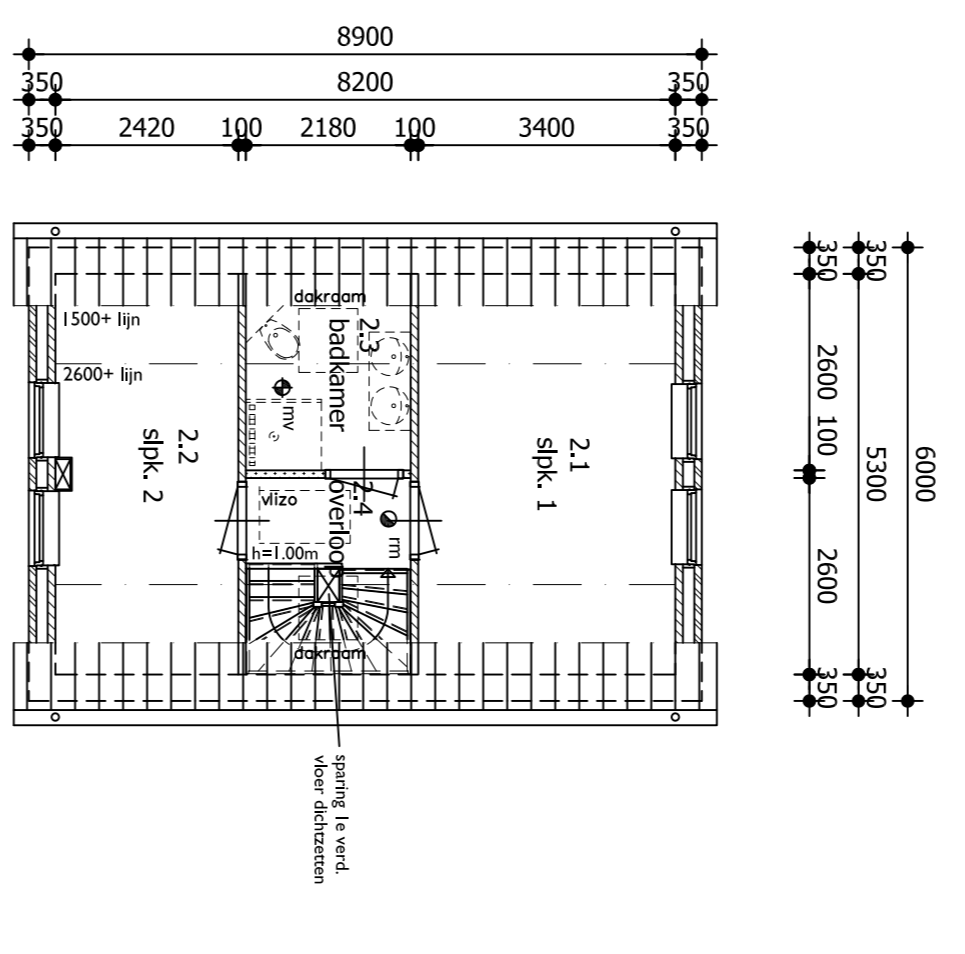 8900
350 8200 350
350 2420 100 2180 100 3400 350
dakraam
1500+ lijn
2600+ lijn
2.3
badkamer
mv
2.2
slpk. 2
2.1
slpk. 1
2.4
overloop
vlizo
rm
h=1.00m
dakraam
sparing 1e verd.
vloer dichtzetten
350 2600 100 2600 350
350 5300 350
6000